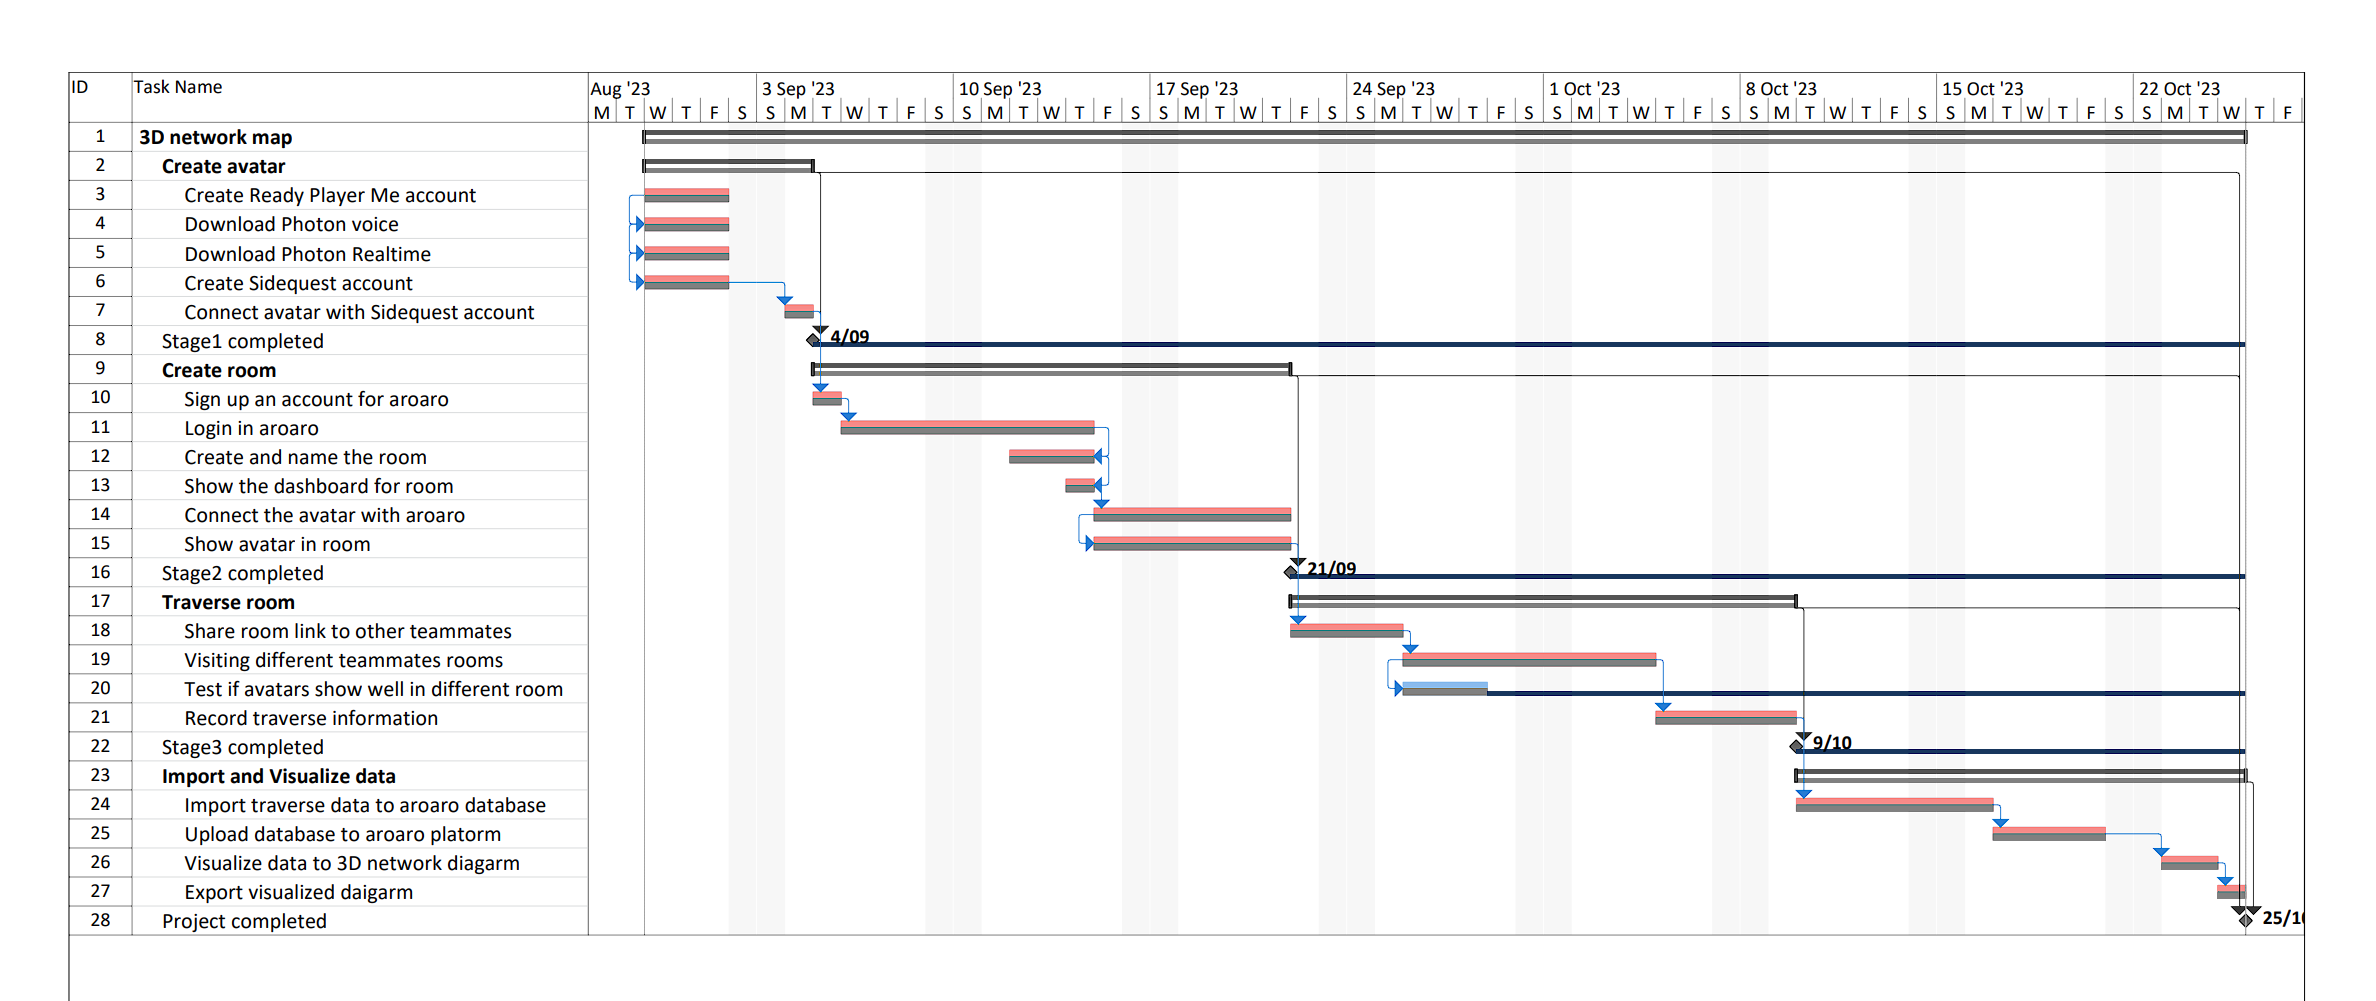 ID Task Name Aug '23 3 Sep '23 10 Sep '23 17 Sep '23 24 Sep '23 1 Oct '23 8 Oct '23 15 Oct '23 22 Oct '23
M T W T F S S M T W T F S S M T W T F S S M T W T F S S M T W T F S S M T W T F S S M T W T F S S M T W T F S S M T W T F
1 3D network map
2 Create avatar
3 Create Ready Player Me account
4 Download Photon voice
5 Download Photon Realtime
6 Create Sidequest account
7 Connect avatar with Sidequest account
8 Stage1 completed 4/09
9 Create room
10 Sign up an account for aroaro
11 Login in aroaro
12 Create and name the room
13 Show the dashboard for room
14 Connect the avatar with aroaro
15 Show avatar in room
16 Stage2 completed 21/09
17 Traverse room
18 Share room link to other teammates
19 Visiting different teammates rooms
20 Test if avatars show well in different room
21 Record traverse information
22 Stage3 completed 9/10
23 Import and Visualize data
24 Import traverse data to aroaro database
25 Upload database to aroaro platorm
26 Visualize data to 3D network diagarm
27 Export visualized daigarm
28 Project completed 25/10